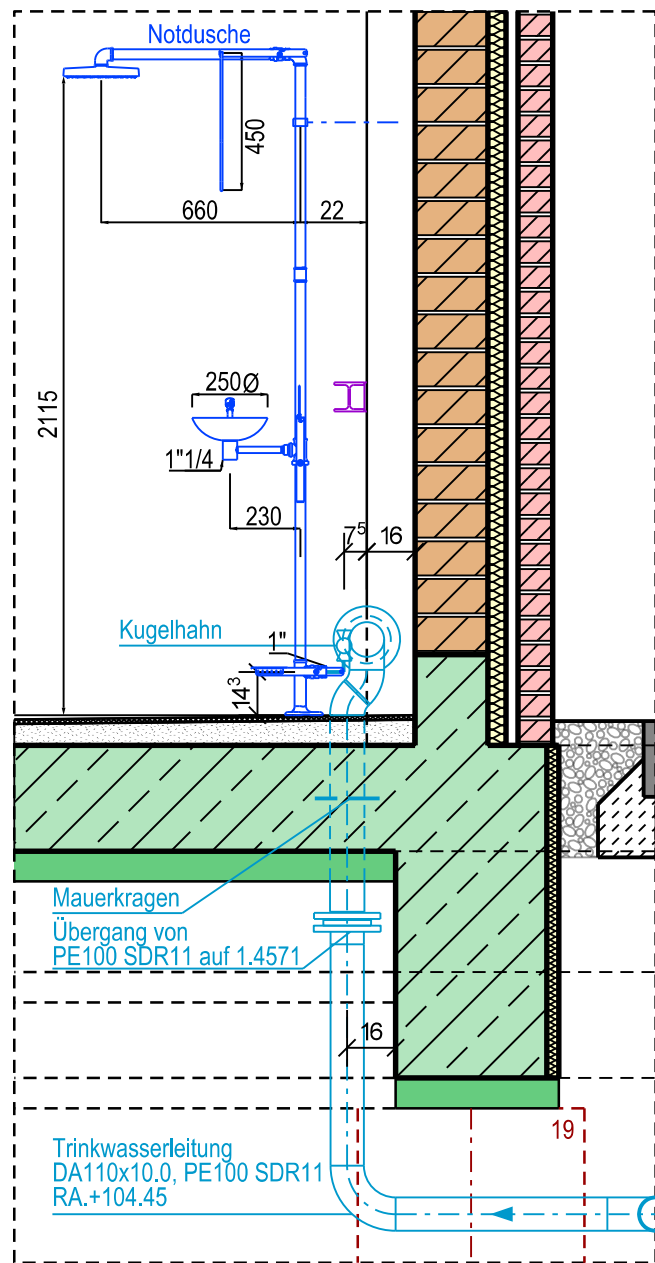 Notdusche
450
660
22
2115
250Ø
1"1/4
230
7⁵
16
Kugelhahn
1"
14³
Mauerkragen
Übergang von
PE100 SDR11 auf 1.4571
16
19
Trinkwasserleitung
DA110x10.0, PE100 SDR11
RA.+104.45